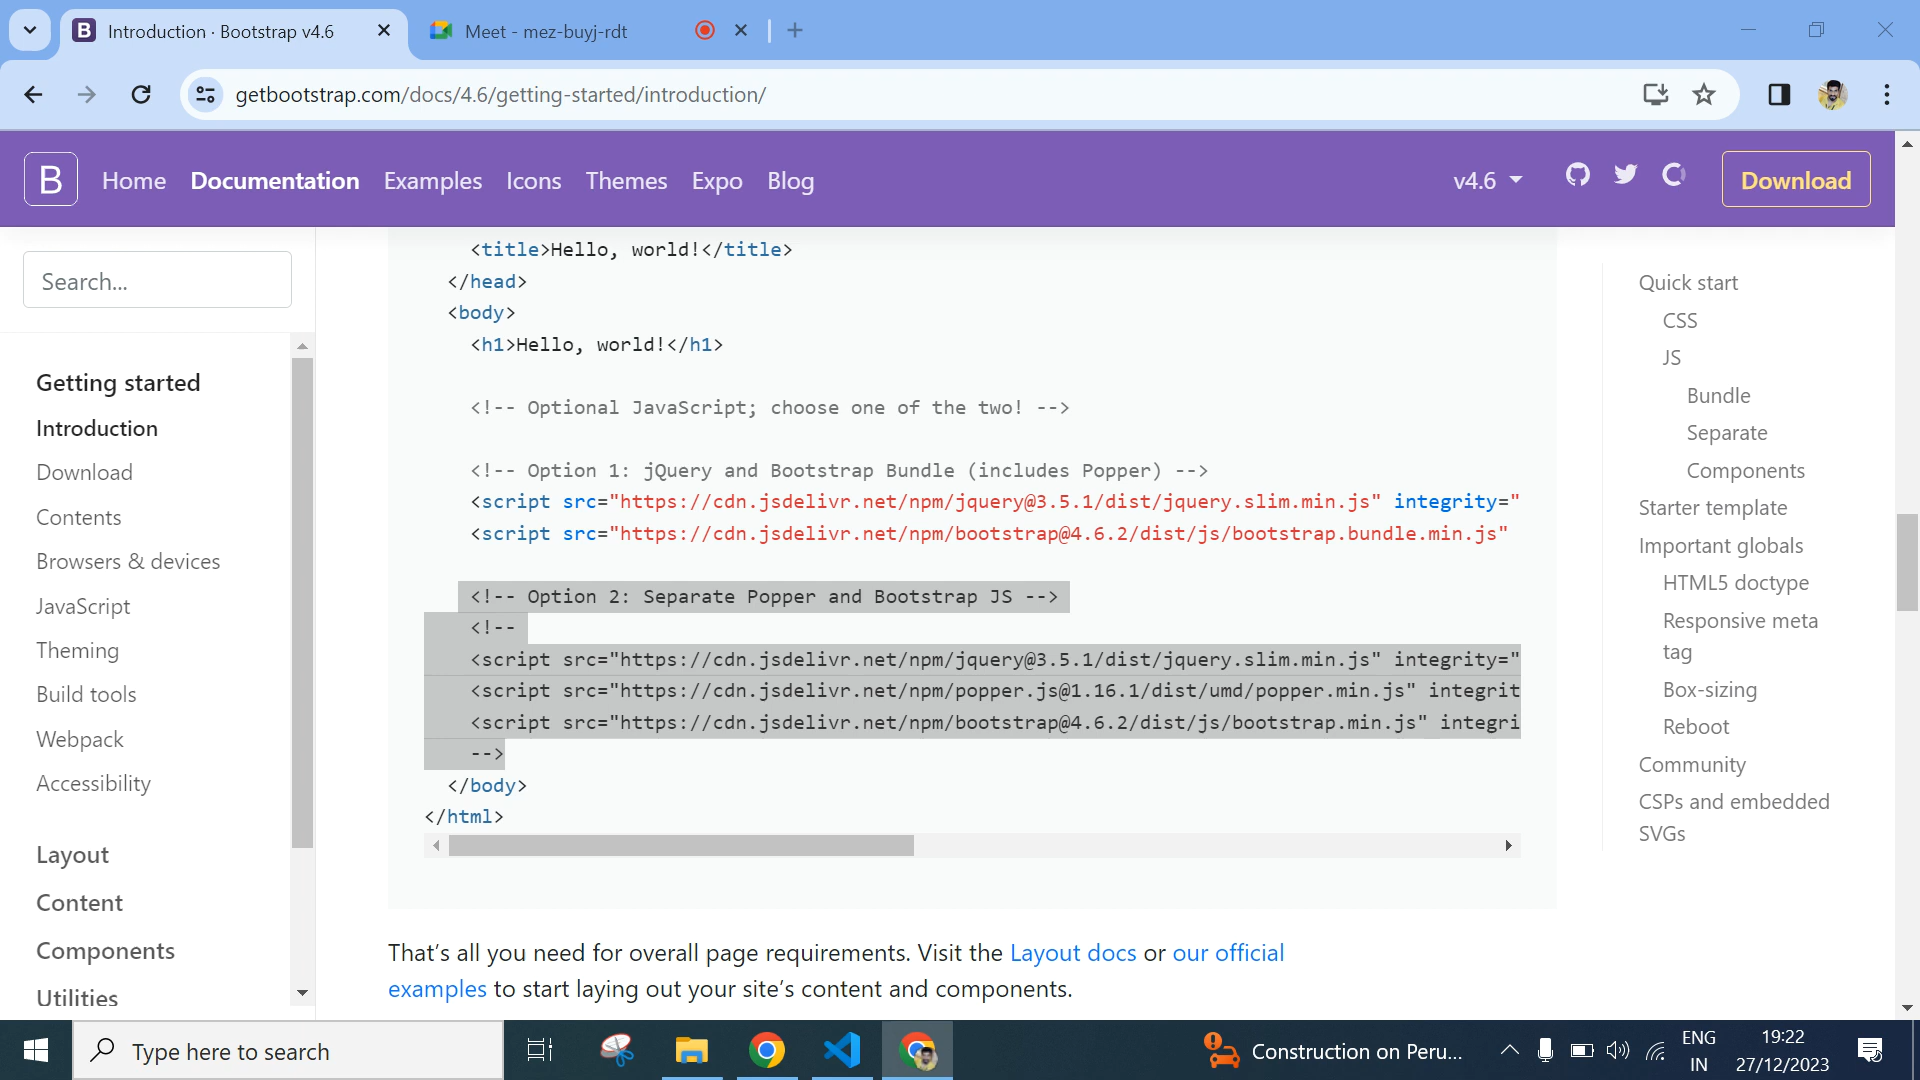 Introduction · Bootstrap v4.6
Meet - mez-buyj-rdt
getbootstrap.com/docs/4.6/getting-started/introduction/
B
Home
Documentation
Examples
Icons
Themes
Expo
Blog
v4.6
Download
Search...
Getting started
Introduction
Download
Contents
Browsers & devices
JavaScript
Theming
Build tools
Webpack
Accessibility
Layout
Content
Components
Utilities
<title>Hello, world!</title>
</head>
<body>
<h1>Hello, world!</h1>
<!-- Optional JavaScript; choose one of the two! -->
<!-- Option 1: jQuery and Bootstrap Bundle (includes Popper) -->
<script src="https://cdn.jsdelivr.net/npm/jquery@3.5.1/dist/jquery.slim.min.js" integrity="
<script src="https://cdn.jsdelivr.net/npm/bootstrap@4.6.2/dist/js/bootstrap.bundle.min.js"
<!-- Option 2: Separate Popper and Bootstrap JS -->
<!--
<script src="https://cdn.jsdelivr.net/npm/jquery@3.5.1/dist/jquery.slim.min.js" integrity="
<script src="https://cdn.jsdelivr.net/npm/popper.js@1.16.1/dist/umd/popper.min.js" integrit
<script src="https://cdn.jsdelivr.net/npm/bootstrap@4.6.2/dist/js/bootstrap.min.js" integri
-->
</body>
</html>
That's all you need for overall page requirements. Visit the Layout docs or our official
examples to start laying out your site's content and components.
Quick start
CSS
JS
Bundle
Separate
Components
Starter template
Important globals
HTML5 doctype
Responsive meta
tag
Box-sizing
Reboot
Community
CSPs and embedded
SVGs
Type here to search
Construction on Peru...
ENG
IN
19:22
27/12/2023